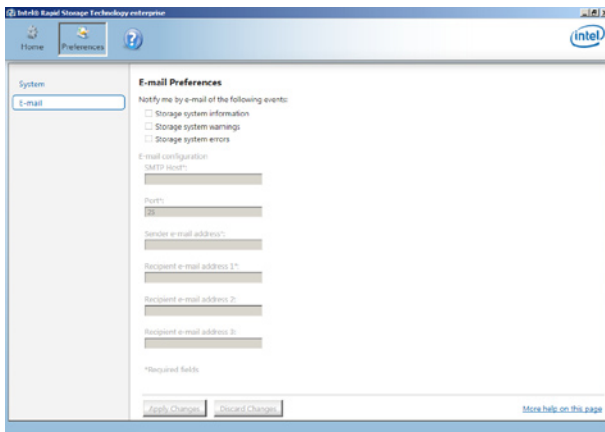 Intel® Rapid Storage Technology enterprise
Home
Preferences
?
intel
System
E-mail
E-mail Preferences
Notify me by e-mail of the following events:
Storage system information
Storage system warnings
Storage system errors
E-mail configuration
SMTP Host*:
Port*:
25
Sender e-mail address*:
Recipient e-mail address 1*:
Recipient e-mail address 2:
Recipient e-mail address 3:
*Required fields
Apply Changes
Discard Changes
More help on this page